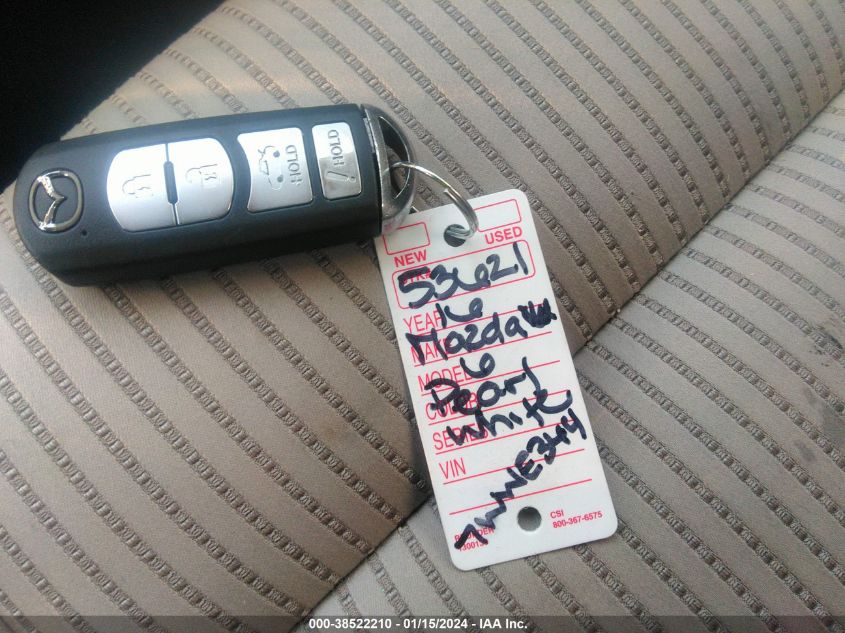 HOLD
HOLD
NEW USED
53621
YEAR 16
Mazda
MODEL 6
Pearl
White
SERIES
VIN
CSI
800-367-6575
000-38522210 - 01/15/2024 - IAA Inc.